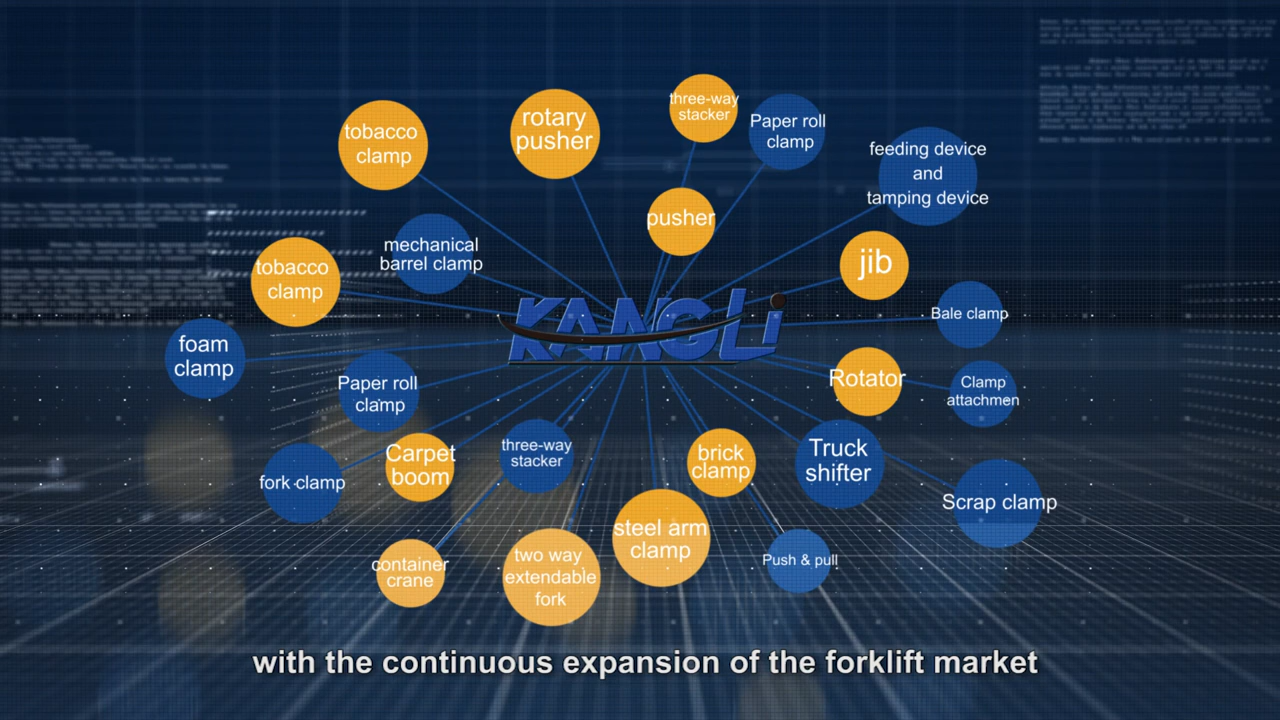 three-way
stacker
rotary
pusher
Paper roll
clamp
tobacco
clamp
feeding device
and
tamping device
pusher
mechanical
barrel clamp
jib
tobacco
clamp
Bale clamp
KANGLi
foam
clamp
Rotator
Paper roll
clamp
Clamp
attachmen
Carpet
boom
three-way
stacker
brick
clamp
Truck
shifter
fork clamp
Scrap clamp
steel arm
clamp
container
crane
two way
extendable
fork
Push & pull
with the continuous expansion of the forklift market